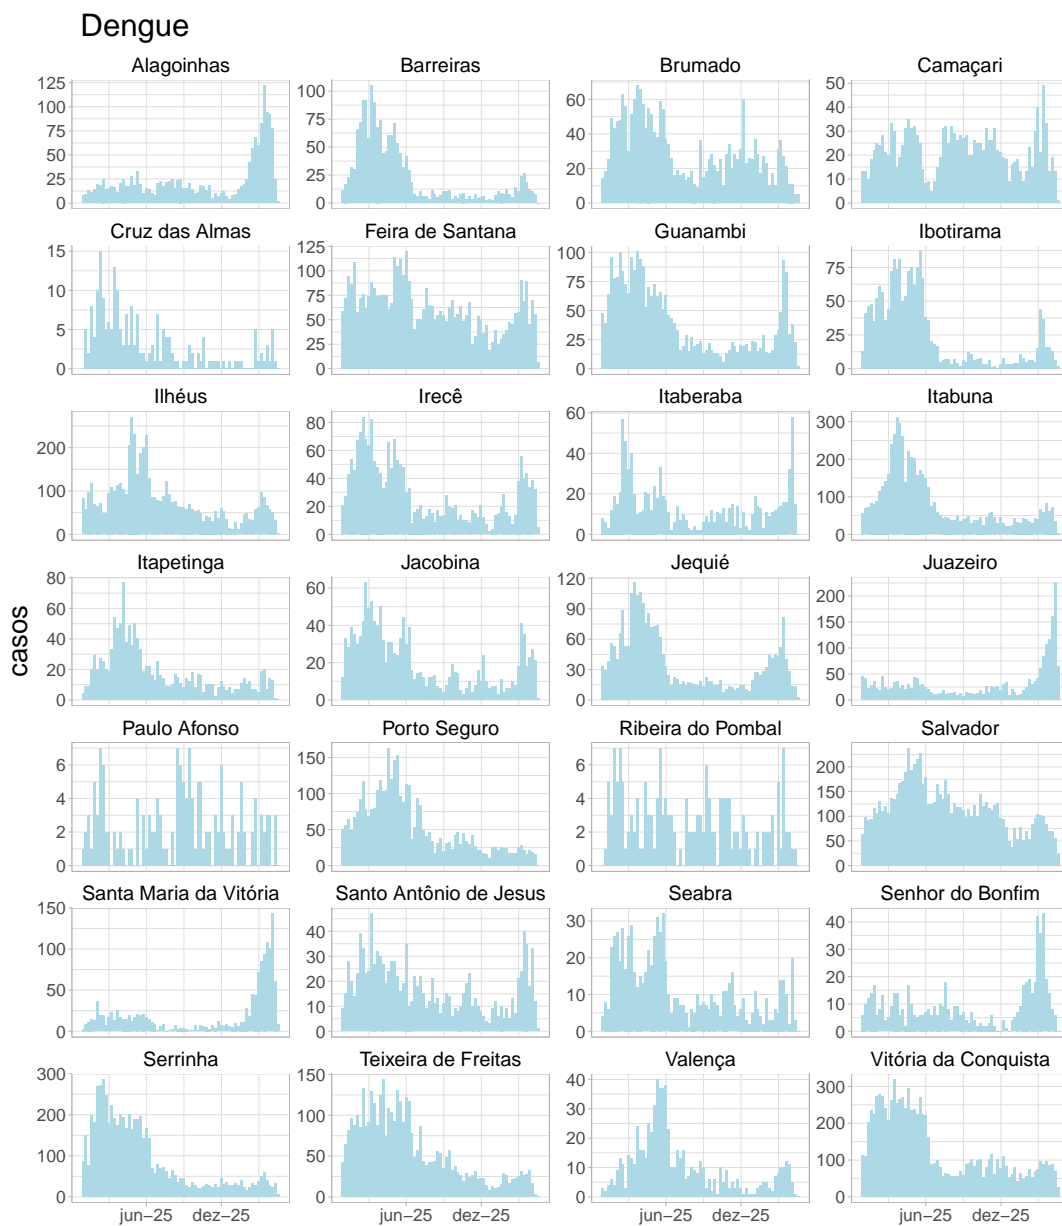 Dengue
Alagoinhas Barreiras Brumado Camaçari
125 100 75 50 25 0
100 75 50 25 0
60 40 20 0
50 40 30 20 10 0
Cruz das Almas Feira de Santana Guanambi Ibotirama
15 10 5 0
125 100 75 50 25 0
100 75 50 25 0
75 50 25 0
Ilhéus Irecê Itaberaba Itabuna
200 100 0
80 60 40 20 0
60 40 20 0
300 200 100 0
Itapetinga Jacobina Jequié Juazeiro
80 60 40 20 0
60 40 20 0
120 90 60 30 0
200 150 100 50 0
casos
Paulo Afonso Porto Seguro Ribeira do Pombal Salvador
6 4 2 0
150 100 50 0
6 4 2 0
200 150 100 50 0
Santa Maria da Vitória Santo Antônio de Jesus Seabra Senhor do Bonfim
150 100 50 0
40 30 20 10 0
30 20 10 0
40 30 20 10 0
Serrinha Teixeira de Freitas Valença Vitória da Conquista
300 200 100 0
150 100 50 0
40 30 20 10 0
300 200 100 0
jun–25 dez–25 jun–25 dez–25 jun–25 dez–25 jun–25 dez–25